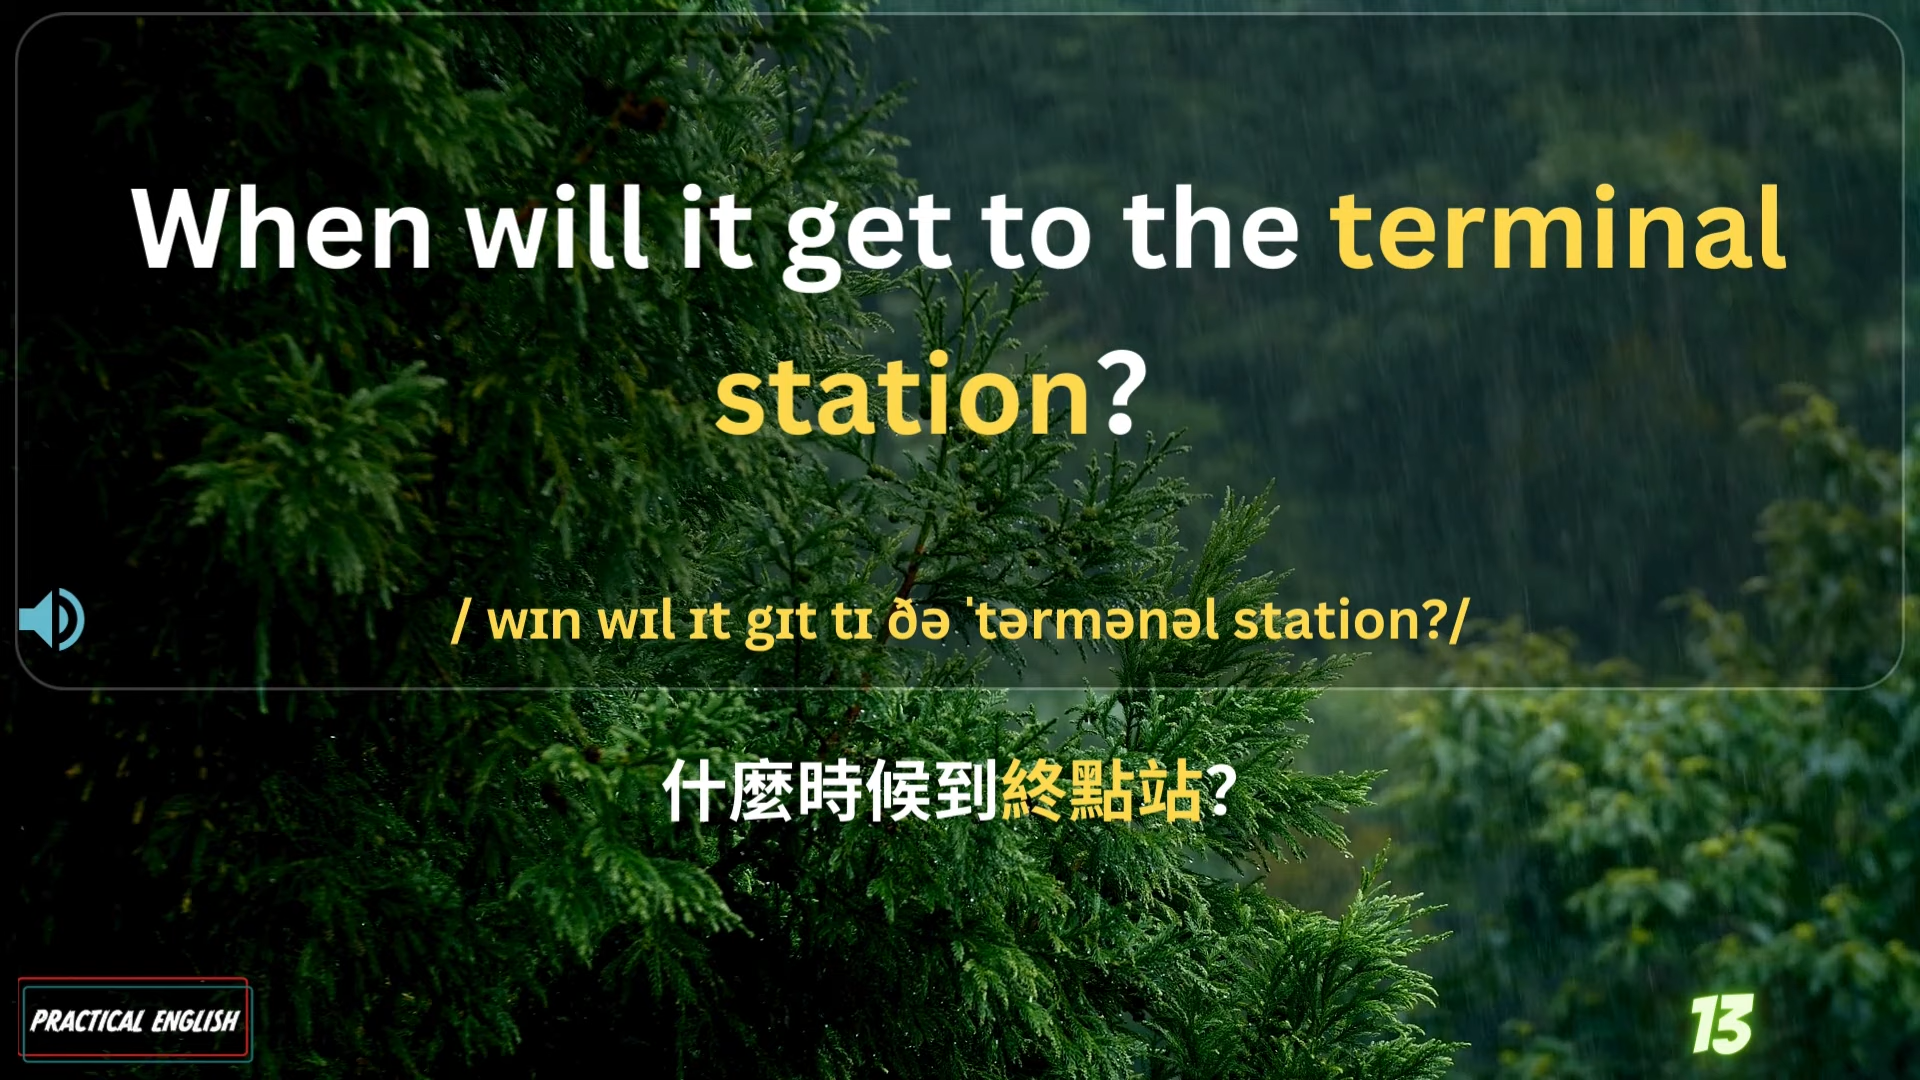 When will it get to the terminal
station?
/ wɪn wɪl ɪt gɪt tɪ ðə ˈtərmənəl station?/
什麼時候到終點站?
PRACTICAL ENGLISH
13